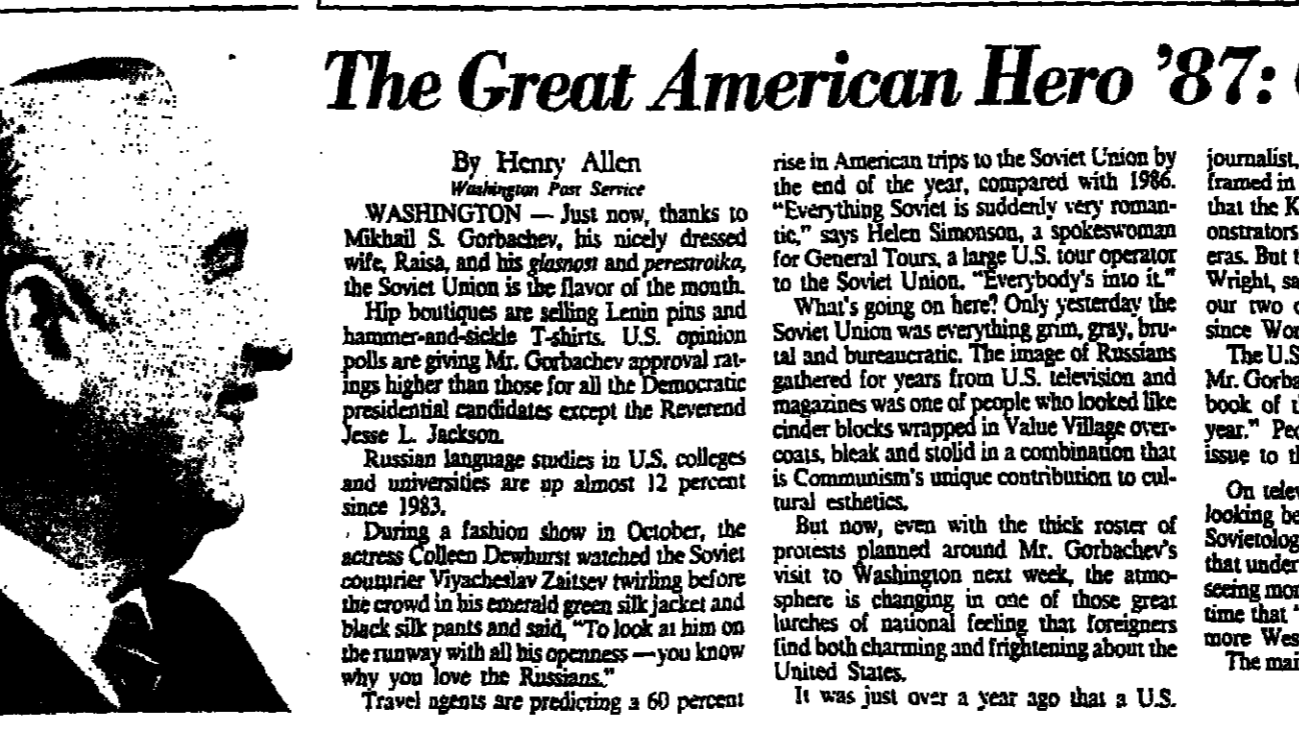 The Great American Hero '87:
By Henry Allen
Washington Post Service
WASHINGTON — Just now, thanks to
Mikhail S. Gorbachev, his nicely dressed
wife, Raisa, and his glasnost and perestroika,
the Soviet Union is the flavor of the month.
Hip boutiques are selling Lenin pins and
hammer-and-sickle T-shirts. U.S. opinion
polls are giving Mr. Gorbachev approval rat-
ings higher than those for all the Democratic
presidential candidates except the Reverend
Jesse L. Jackson.
Russian language studies in U.S. colleges
and universities are up almost 12 percent
since 1983.
During a fashion show in October, the
actress Colleen Dewhurst watched the Soviet
couturier Viyacheslav Zaitsev twirling before
the crowd in his emerald green silk jacket and
black silk pants and said, "To look at him on
the runway with all his openness — you know
why you love the Russians."
Travel agents are predicting a 60 percent
rise in American trips to the Soviet Union by
the end of the year, compared with 1986.
"Everything Soviet is suddenly very roman-
tic," says Helen Simonson, a spokeswoman
for General Tours, a large U.S. tour operator
to the Soviet Union. "Everybody's into it."
What's going on here? Only yesterday the
Soviet Union was everything grim, gray, bru-
tal and bureaucratic. The image of Russians
gathered for years from U.S. television and
magazines was one of people who looked like
cinder blocks wrapped in Value Village over-
coats, bleak and stolid in a combination that
is Communism's unique contribution to cul-
tural esthetics.
But now, even with the thick roster of
protests planned around Mr. Gorbachev's
visit to Washington next week, the atmo-
sphere is changing in one of those great
lurches of national feeling that foreigners
find both charming and frightening about the
United States.
It was just over a year ago that a U.S.
journalist,
framed in
that the K
onstrators
eras. But t
Wright, sa
our two c
since Wor
The U.S
Mr. Gorba
book of t
year." Peo
issue to th
On telev
looking be
Sovietolog
that under
seeing mor
time that "
more Wes
The mai